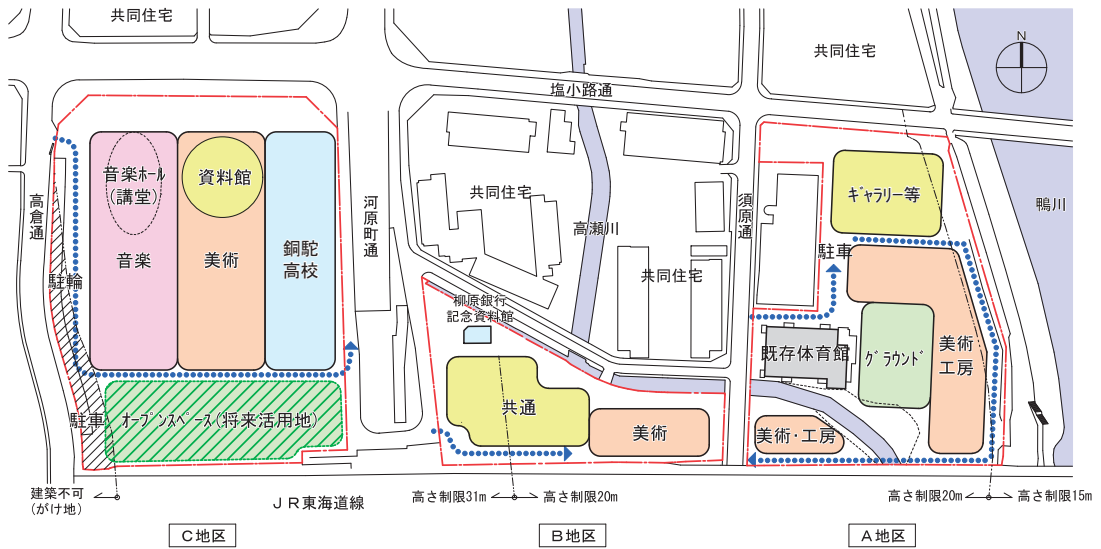 共同住宅
共同住宅
N
塩小路通
高倉通
音楽ホール
(講堂)
資料館
音楽
美術
銅駝
高校
河原町通
共同住宅
高瀬川
共同住宅
須原通
ギャラリー等
鴨川
駐車
駐輪
柳原銀行
記念資料館
既存体育館
グラウンド
美術
工房
駐車
オープンスペース(将来活用地)
共通
美術
美術・工房
建築不可
(がけ地)
JR東海道線
高さ制限31m
高さ制限20m
高さ制限20m
高さ制限15m
C地区
B地区
A地区